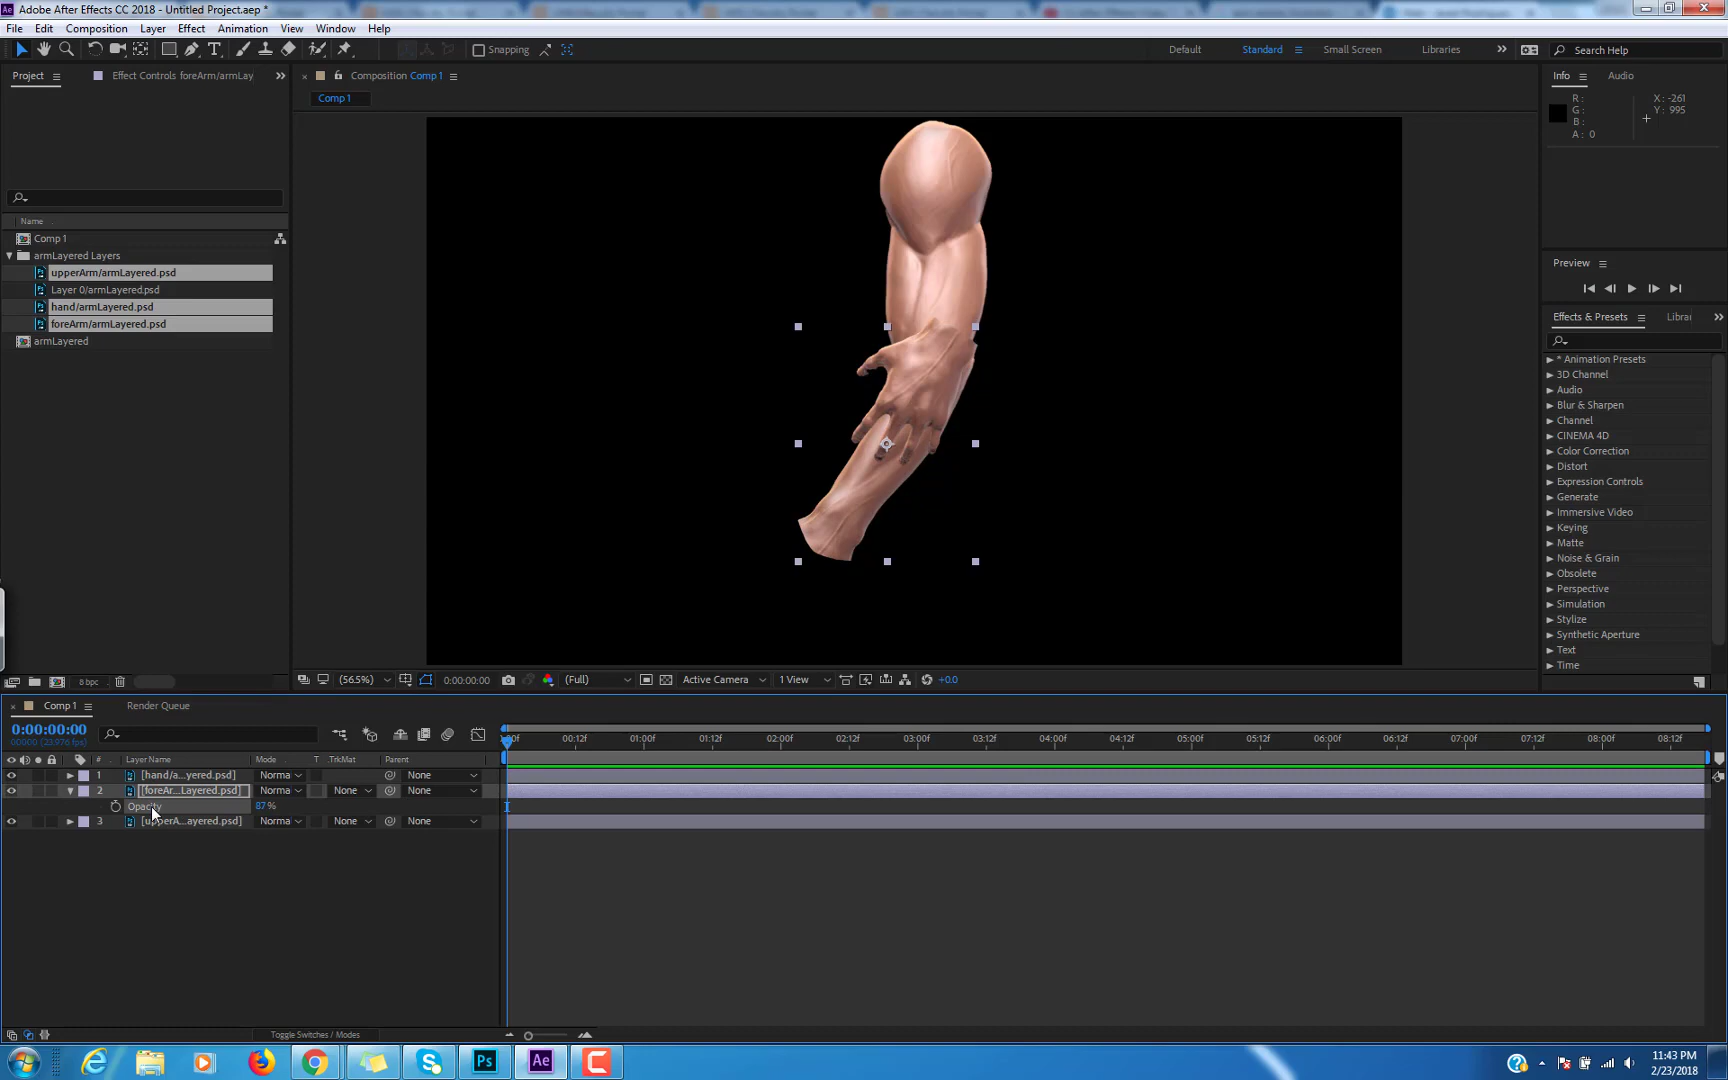 Adobe After Effects CC 2018 - Untitled Project.aep *
File Edit Composition Layer Effect Animation View Window Help
Snapping
Default Standard Small Screen Libraries
Search Help
Project Effect Controls foreArm/armLay
Composition Comp 1
Comp 1
Info Audio
R :
G :
B :
A : 0
X : -261
Y : 995
Name
Comp 1
armLayered Layers
upperArm/armLayered.psd
Layer 0/armLayered.psd
hand/armLayered.psd
foreArm/armLayered.psd
armLayered
Preview
Effects & Presets Librai
* Animation Presets
3D Channel
Audio
Blur & Sharpen
Channel
CINEMA 4D
Color Correction
Distort
Expression Controls
Generate
Immersive Video
Keying
Matte
Noise & Grain
Obsolete
Perspective
Simulation
Stylize
Synthetic Aperture
Text
Time
8 bpc
(56.5%) 0:00:00:00 (Full) Active Camera 1 View +0.0
Comp 1 Render Queue
0:00:00:00
00000 (23.976 fps)
:00f 00:12f 01:00f 01:12f 02:00f 02:12f 03:00f 03:12f 04:00f 04:12f 05:00f 05:12f 06:00f 06:12f 07:00f 07:12f 08:00f 08:12f
# Layer Name Mode T .TrkMat Parent
1 [hand/a...yered.psd] Norma None
2 [foreAr...Layered.psd] Norma None None
Opacity 87%
3 [upperA...ayered.psd] Norma None None
Toggle Switches / Modes
Ps Ae
11:43 PM
2/23/2018